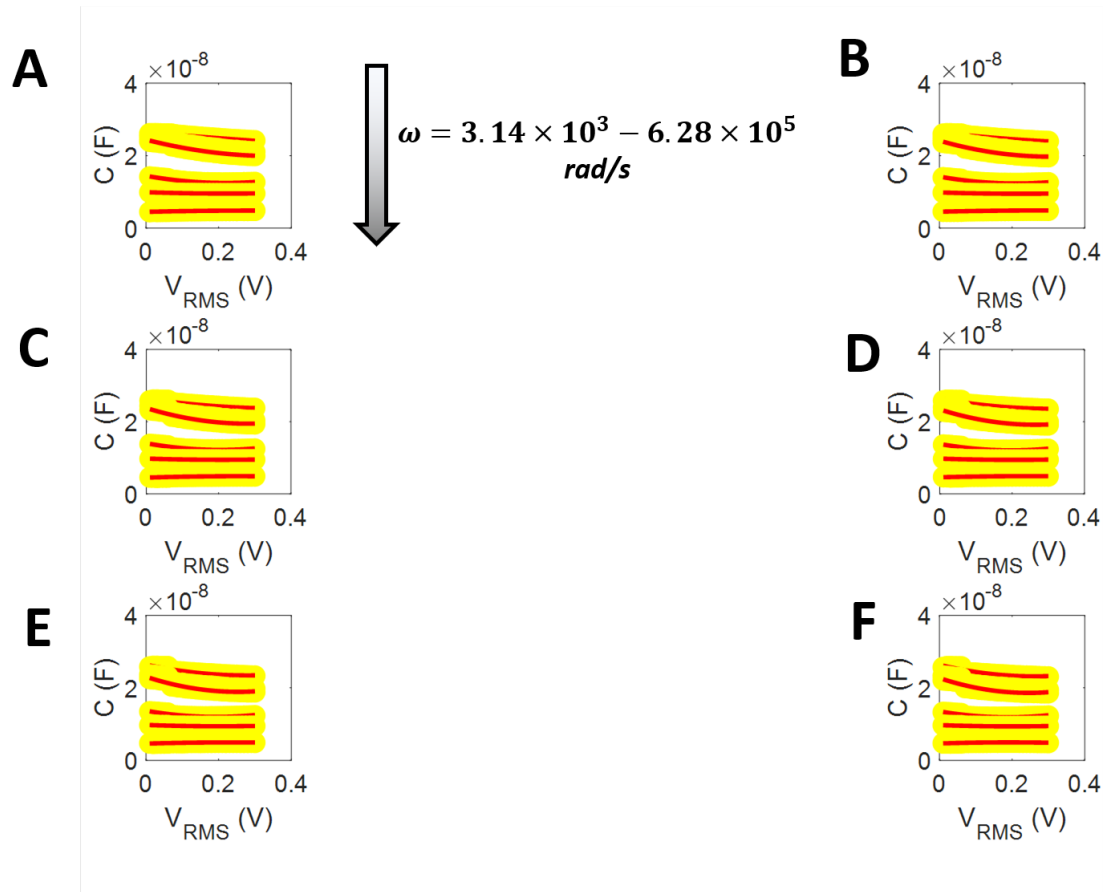 A
×10⁻⁸
4
2
0
C (F)
0 0.2 0.4
V_RMS (V)
ω = 3.14 × 10³ − 6.28 × 10⁵
rad/s
B
×10⁻⁸
4
2
0
C (F)
0 0.2 0.4
V_RMS (V)
C
×10⁻⁸
4
2
0
C (F)
0 0.2 0.4
V_RMS (V)
D
×10⁻⁸
4
2
0
C (F)
0 0.2 0.4
V_RMS (V)
E
×10⁻⁸
4
2
0
C (F)
0 0.2 0.4
V_RMS (V)
F
×10⁻⁸
4
2
0
C (F)
0 0.2 0.4
V_RMS (V)